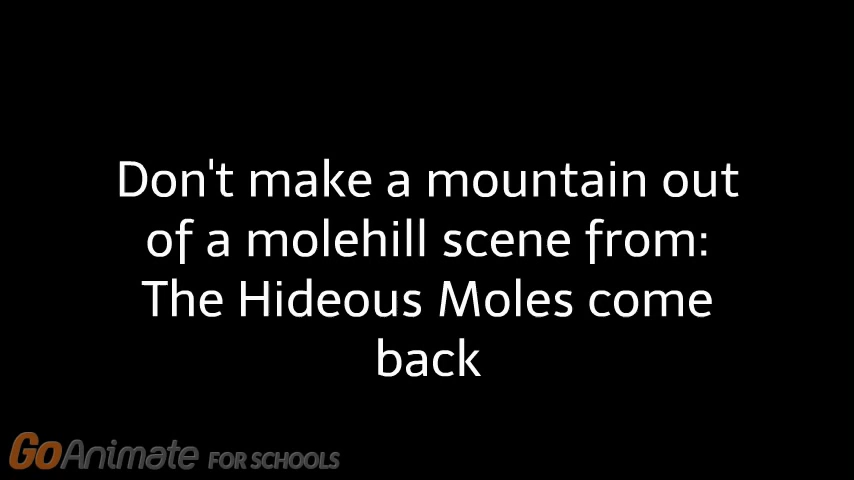 Don't make a mountain out
of a molehill scene from:
The Hideous Moles come
back
GoAnimate FOR SCHOOLS